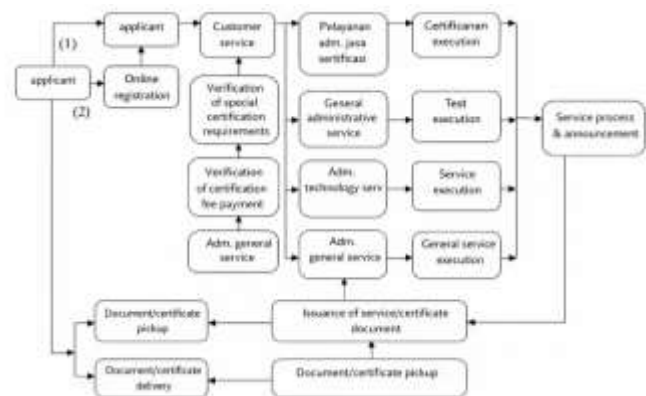 (1)
applicant
applicant
(2)
Online
registration
Customer
service
Verification
of special
certification
requirements
Verification
of certification
fee payment
Adm. general
service
Pelayanan
adm. jasa
sertifikasi
General
administrative
service
Adm.
technology serv
Adm.
general service
execution
Test
execution
Service
execution
General service
execution
Service process
& announcement
Issuance of service/certificate
document
Document/certificate pickup
Document/certificate
pickup
Document/certificate
delivery